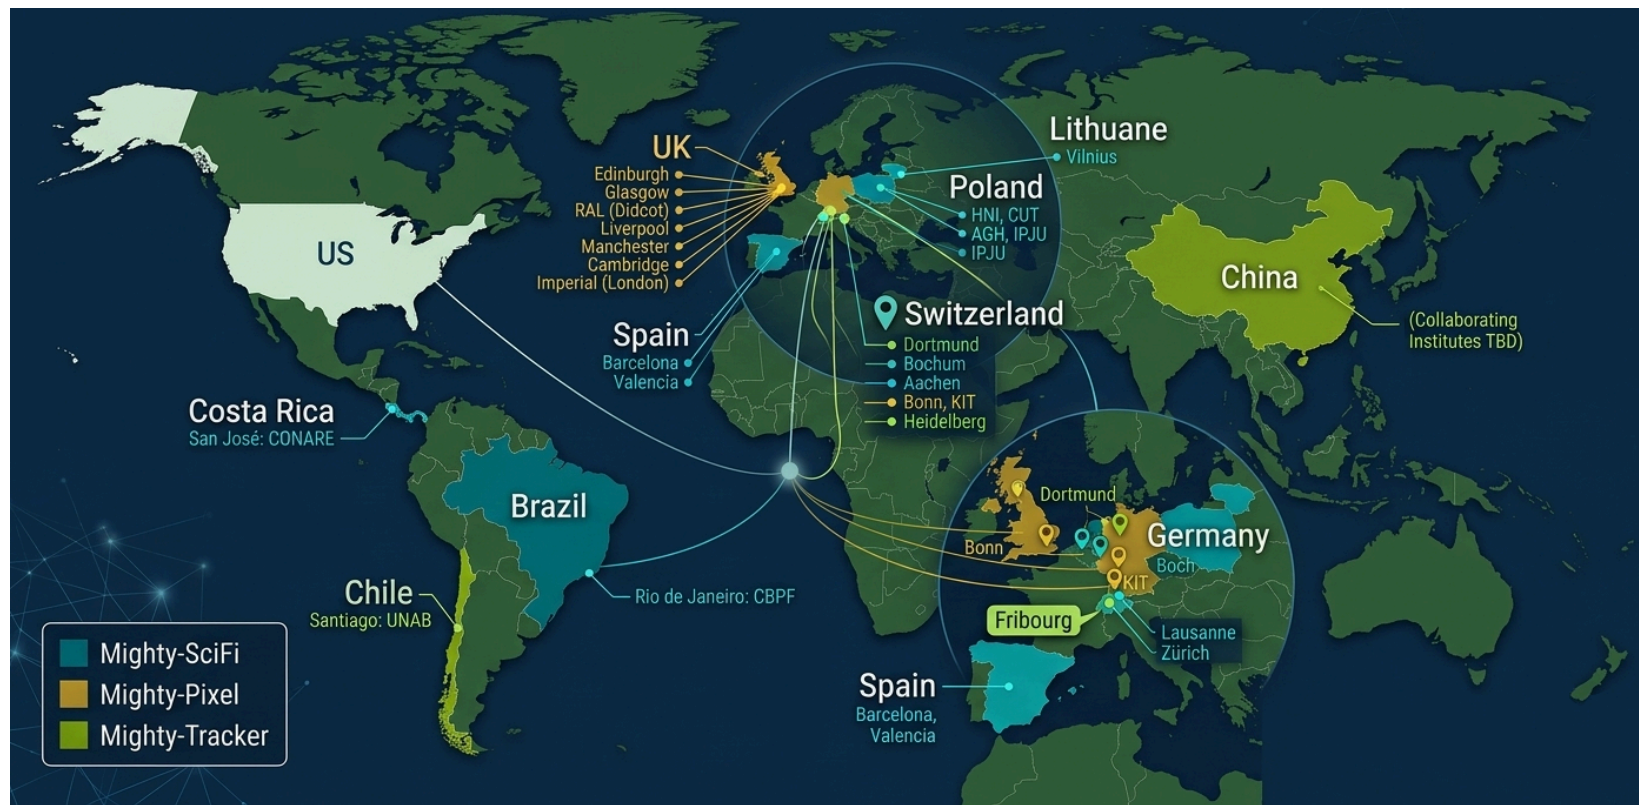 UK
Edinburgh
Glasgow
RAL (Didcot)
Liverpool
Manchester
Cambridge
Imperial (London)
Lithuane
Vilnius
Poland
HNI, CUT
AGH, IPJU
IPJU
US
China
(Collaborating
Institutes TBD)
Spain
Barcelona
Valencia
Switzerland
Dortmund
Bochum
Aachen
Bonn, KIT
Heidelberg
Costa Rica
San José: CONARE
Brazil
Rio de Janeiro: CBPF
Chile
Santiago: UNAB
Mighty-SciFi
Mighty-Pixel
Mighty-Tracker
Dortmund
Germany
Bonn
Boch
KIT
Fribourg
Lausanne
Zürich
Spain
Barcelona,
Valencia